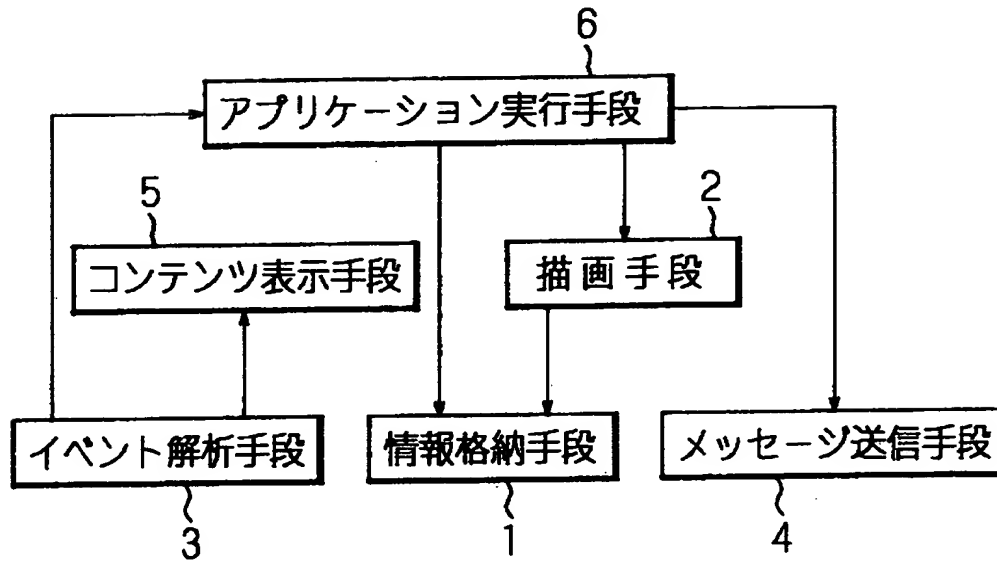 6
アプリケーション実行手段
5
2
コンテンツ表示手段
描画手段
イベント解析手段
情報格納手段
メッセージ送信手段
3
1
4